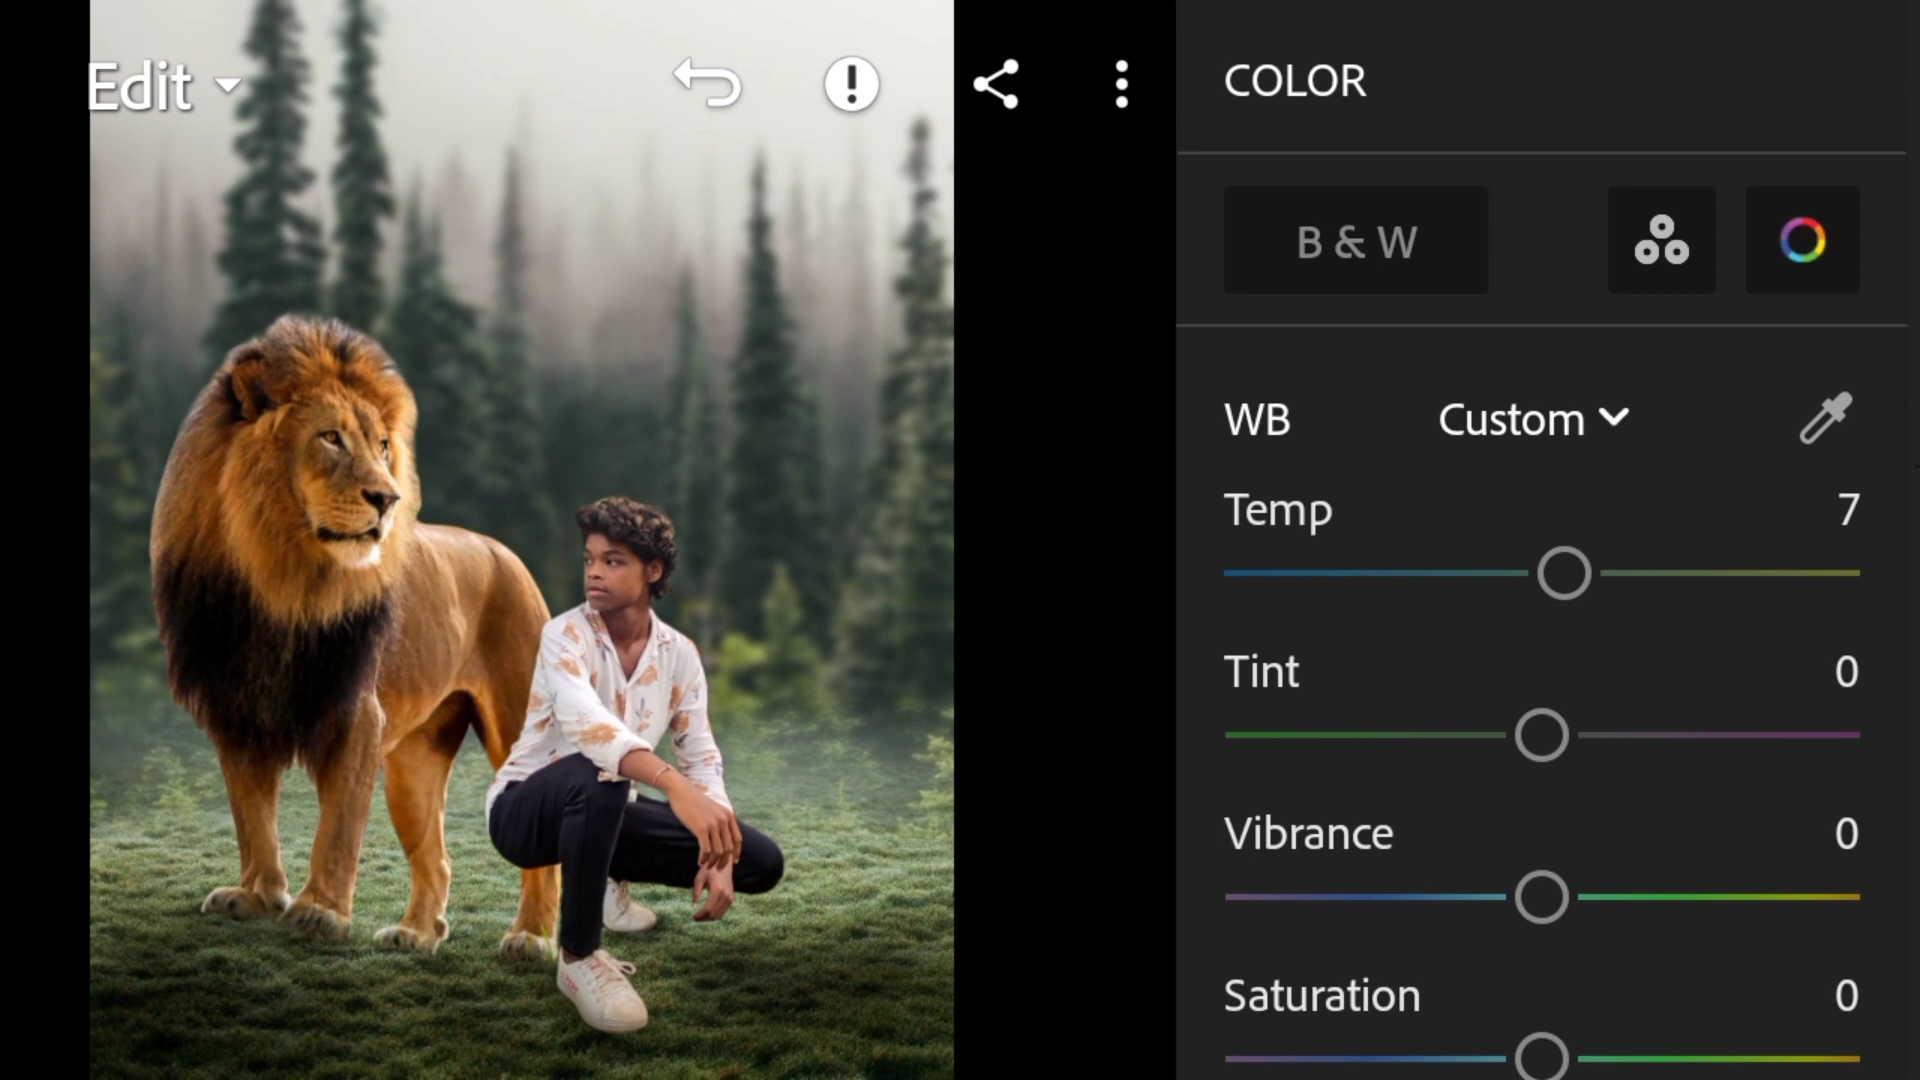 Edit
COLOR
B & W
WB Custom
Temp 7
Tint 0
Vibrance 0
Saturation 0